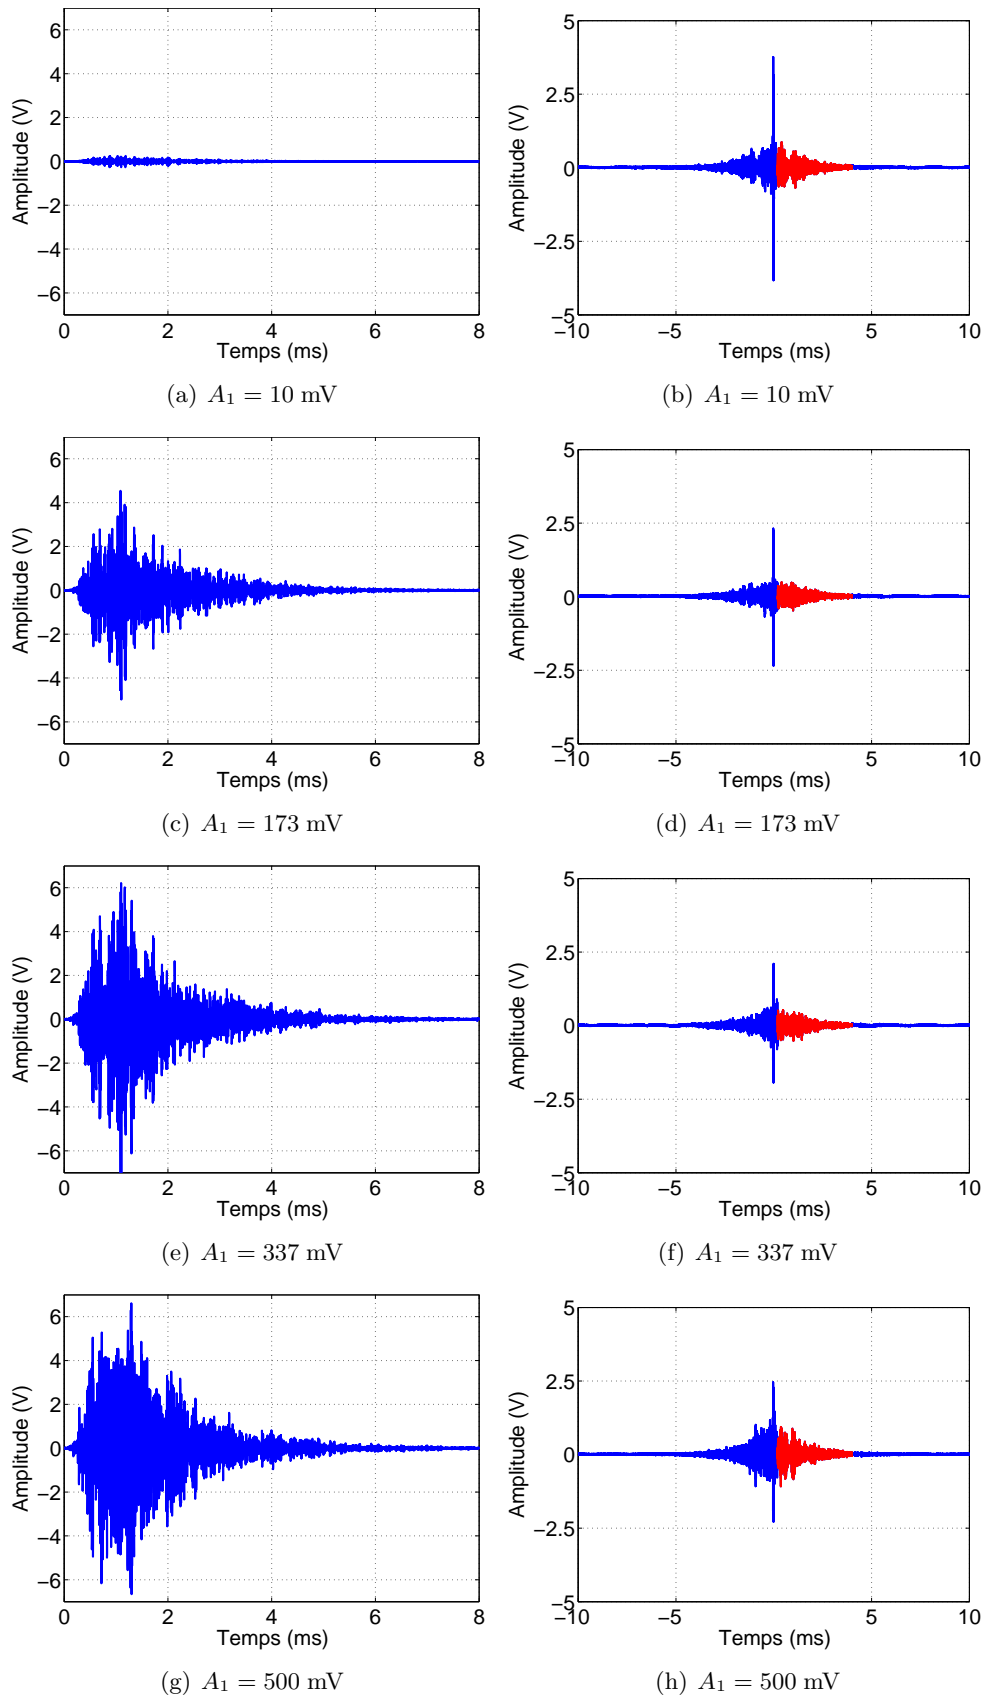 6
4
2
0
−2
−4
−6
Amplitude (V)
0 2 4 6 8
Temps (ms)
(a) A1 = 10 mV
5
2.5
0
−2.5
−5
Amplitude (V)
−10 −5 0 5 10
Temps (ms)
(b) A1 = 10 mV
6
4
2
0
−2
−4
−6
Amplitude (V)
0 2 4 6 8
Temps (ms)
(c) A1 = 173 mV
5
2.5
0
−2.5
−5
Amplitude (V)
−10 −5 0 5 10
Temps (ms)
(d) A1 = 173 mV
6
4
2
0
−2
−4
−6
Amplitude (V)
0 2 4 6 8
Temps (ms)
(e) A1 = 337 mV
5
2.5
0
−2.5
−5
Amplitude (V)
−10 −5 0 5 10
Temps (ms)
(f) A1 = 337 mV
6
4
2
0
−2
−4
−6
Amplitude (V)
0 2 4 6 8
Temps (ms)
(g) A1 = 500 mV
5
2.5
0
−2.5
−5
Amplitude (V)
−10 −5 0 5 10
Temps (ms)
(h) A1 = 500 mV